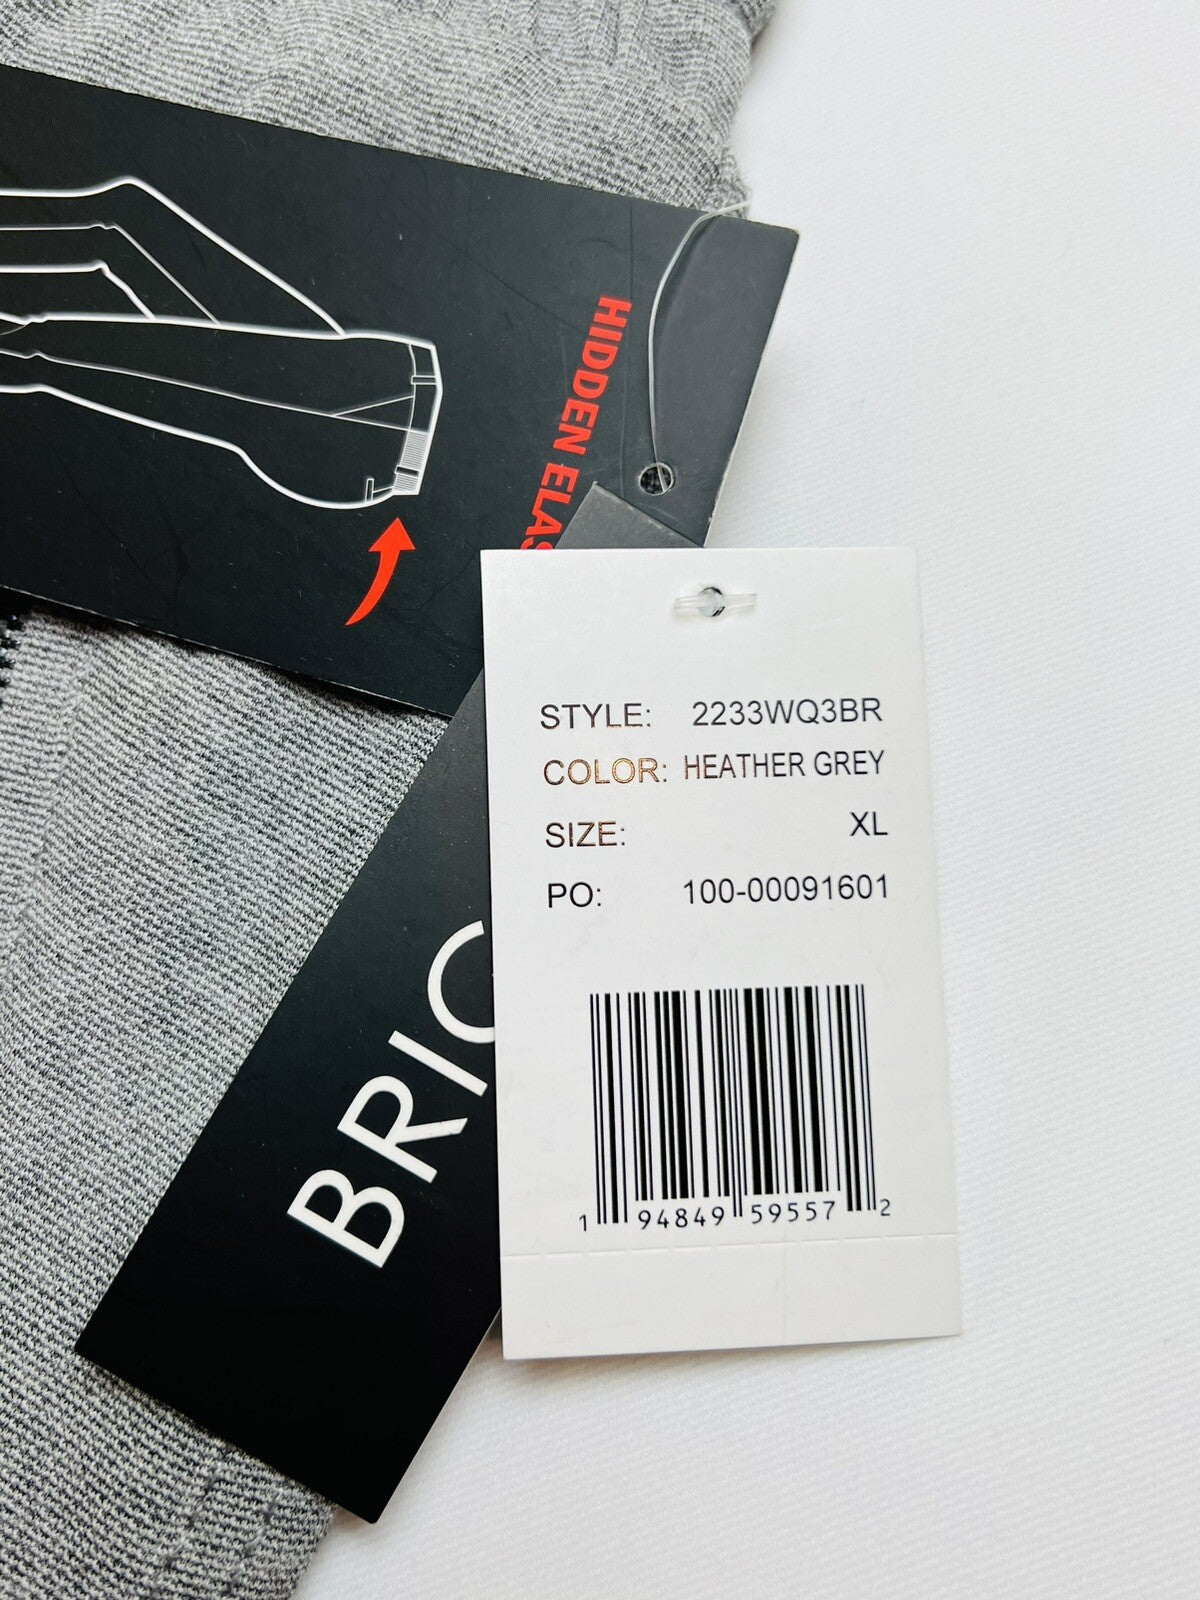 HIDDEN ELAS
STYLE: 2233WQ3BR
COLOR: HEATHER GREY
SIZE: XL
PO: 100-00091601
BRIC
1 94849 59557 2